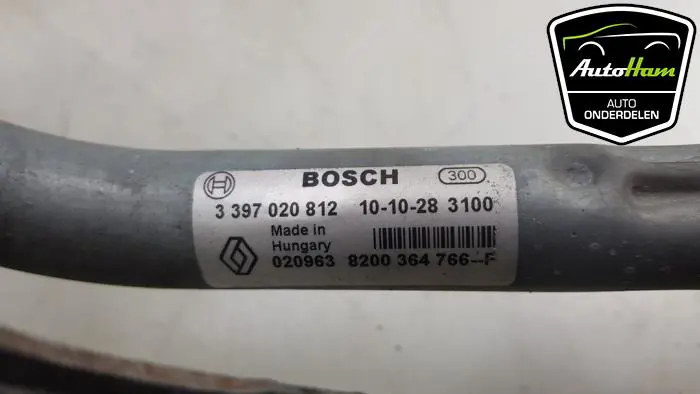 AutoHam
AUTO
ONDERDELEN
BOSCH 300
3 397 020 812 10-10-28 3100
Made in
Hungary
020963 8200 364 766--F